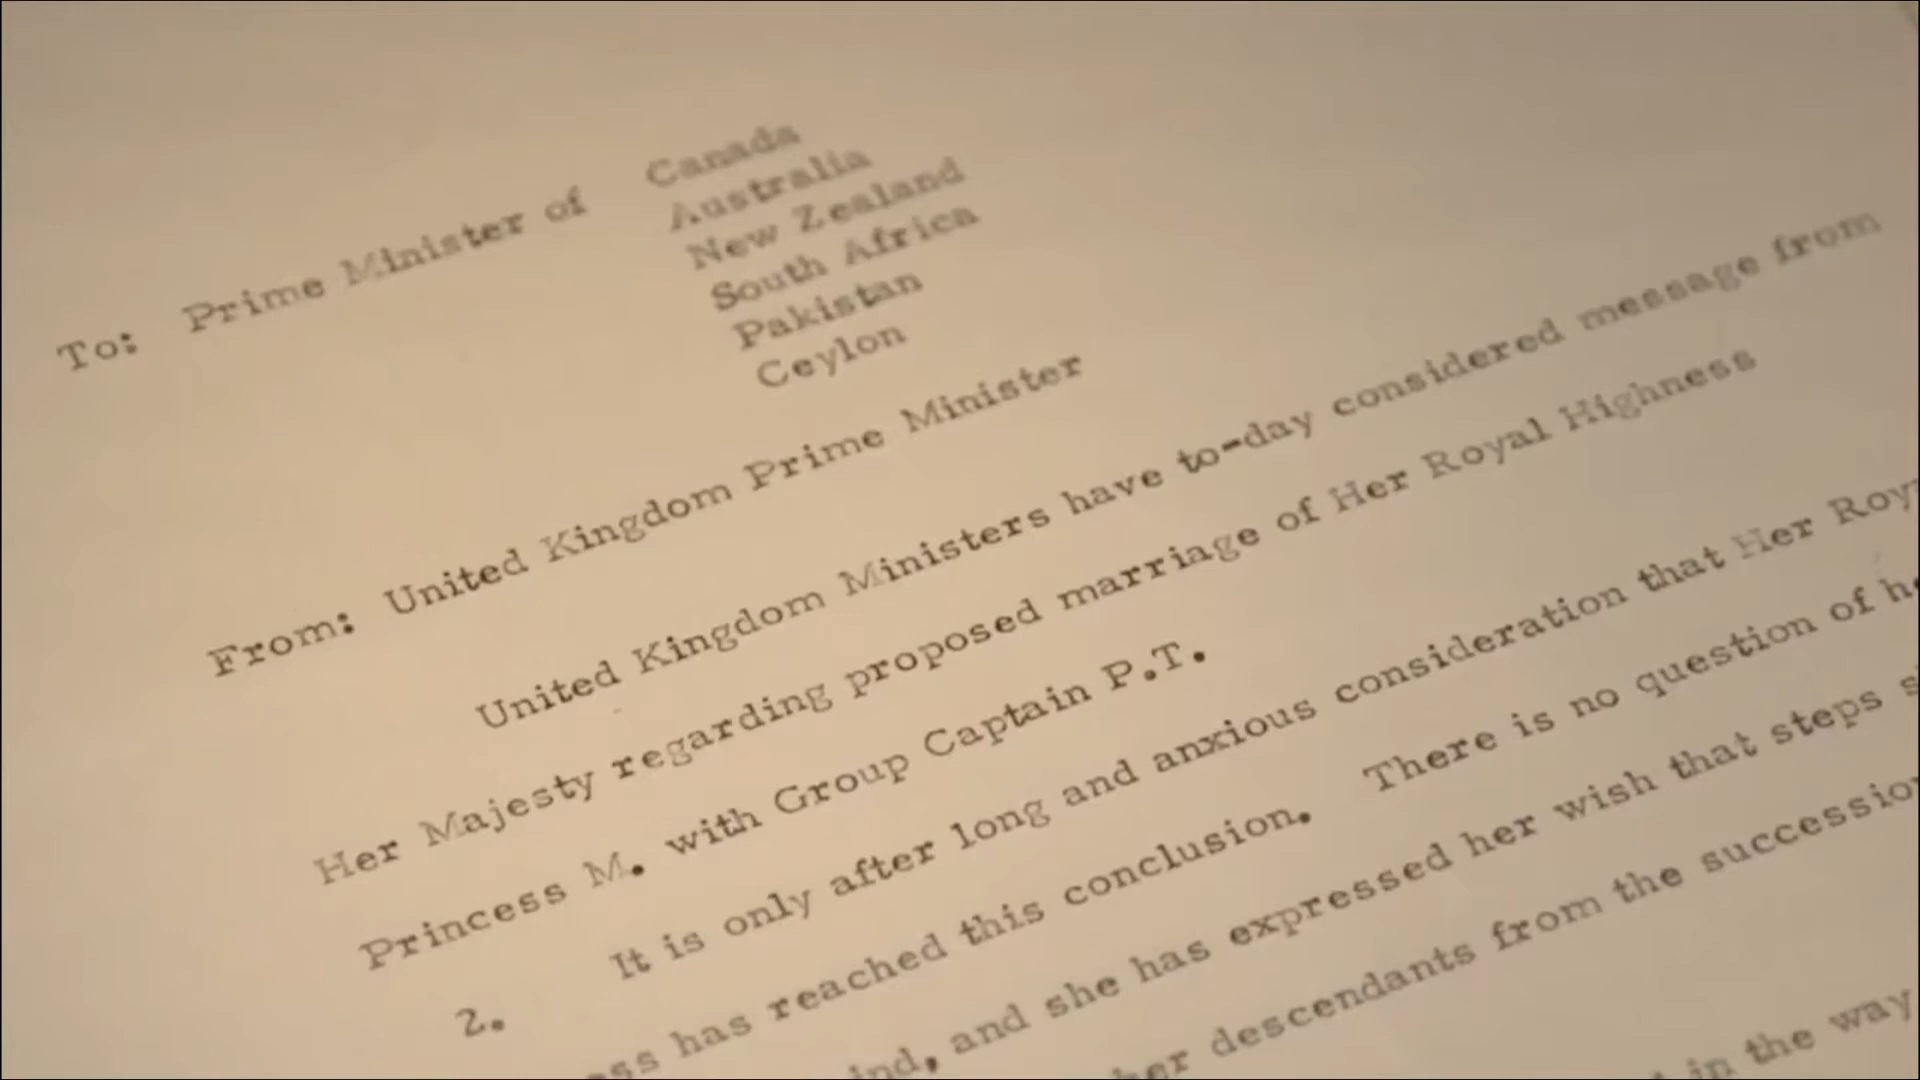 To: Prime Minister of Canada
Australia
New Zealand
South Africa
Pakistan
Ceylon
From: United Kingdom Prime Minister
United Kingdom Ministers have to-day considered message from
Her Majesty regarding proposed marriage of Her Royal Highness
Princess M. with Group Captain P.T.
2. It is only after long and anxious consideration that Her
has reached this conclusion. There is no question of
and she has expressed her wish that steps
her descendants from the succession
in the way